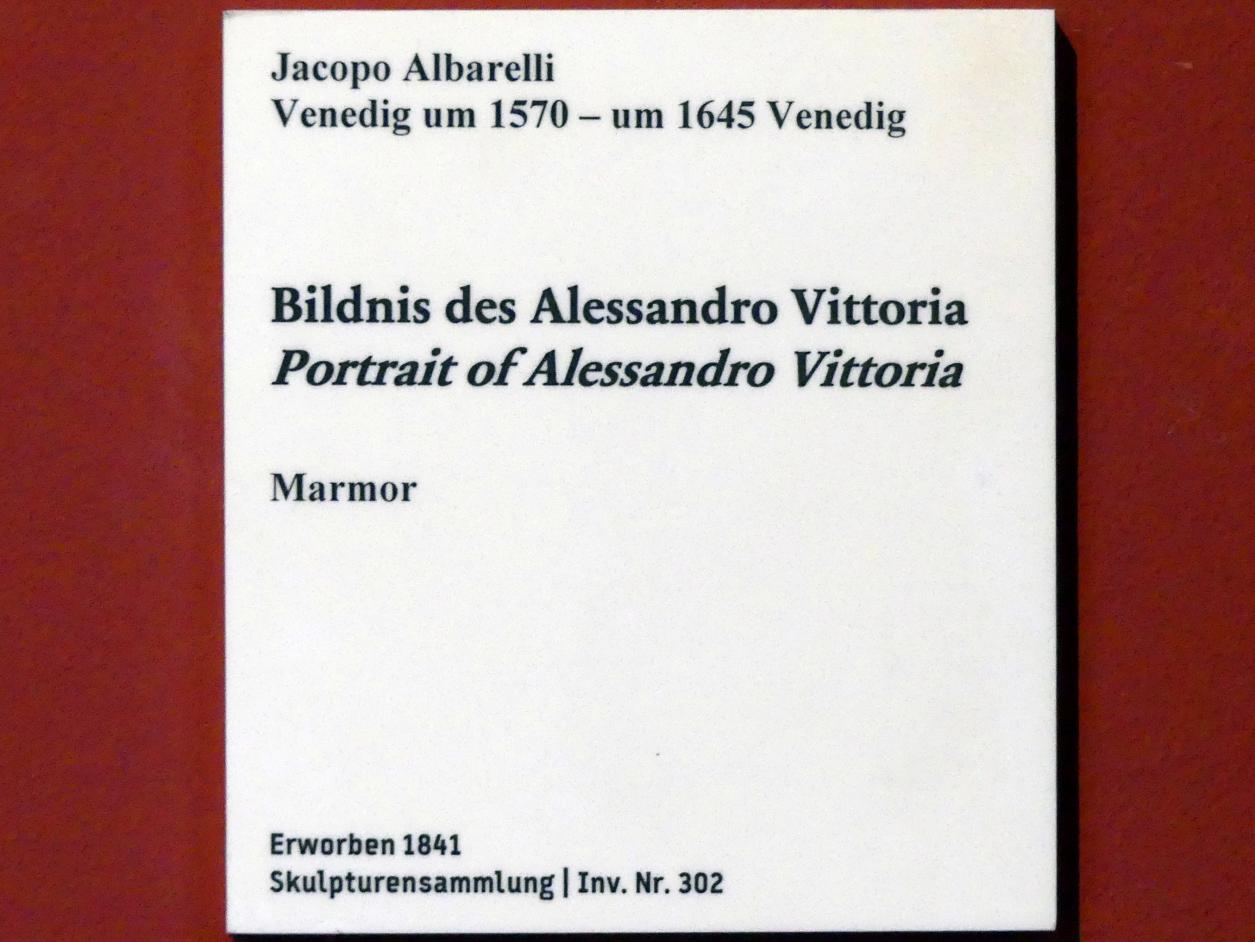 Jacopo Albarelli
Venedig um 1570 – um 1645 Venedig
Bildnis des Alessandro Vittoria
Portrait of Alessandro Vittoria
Marmor
Erworben 1841
Skulpturensammlung | Inv. Nr. 302